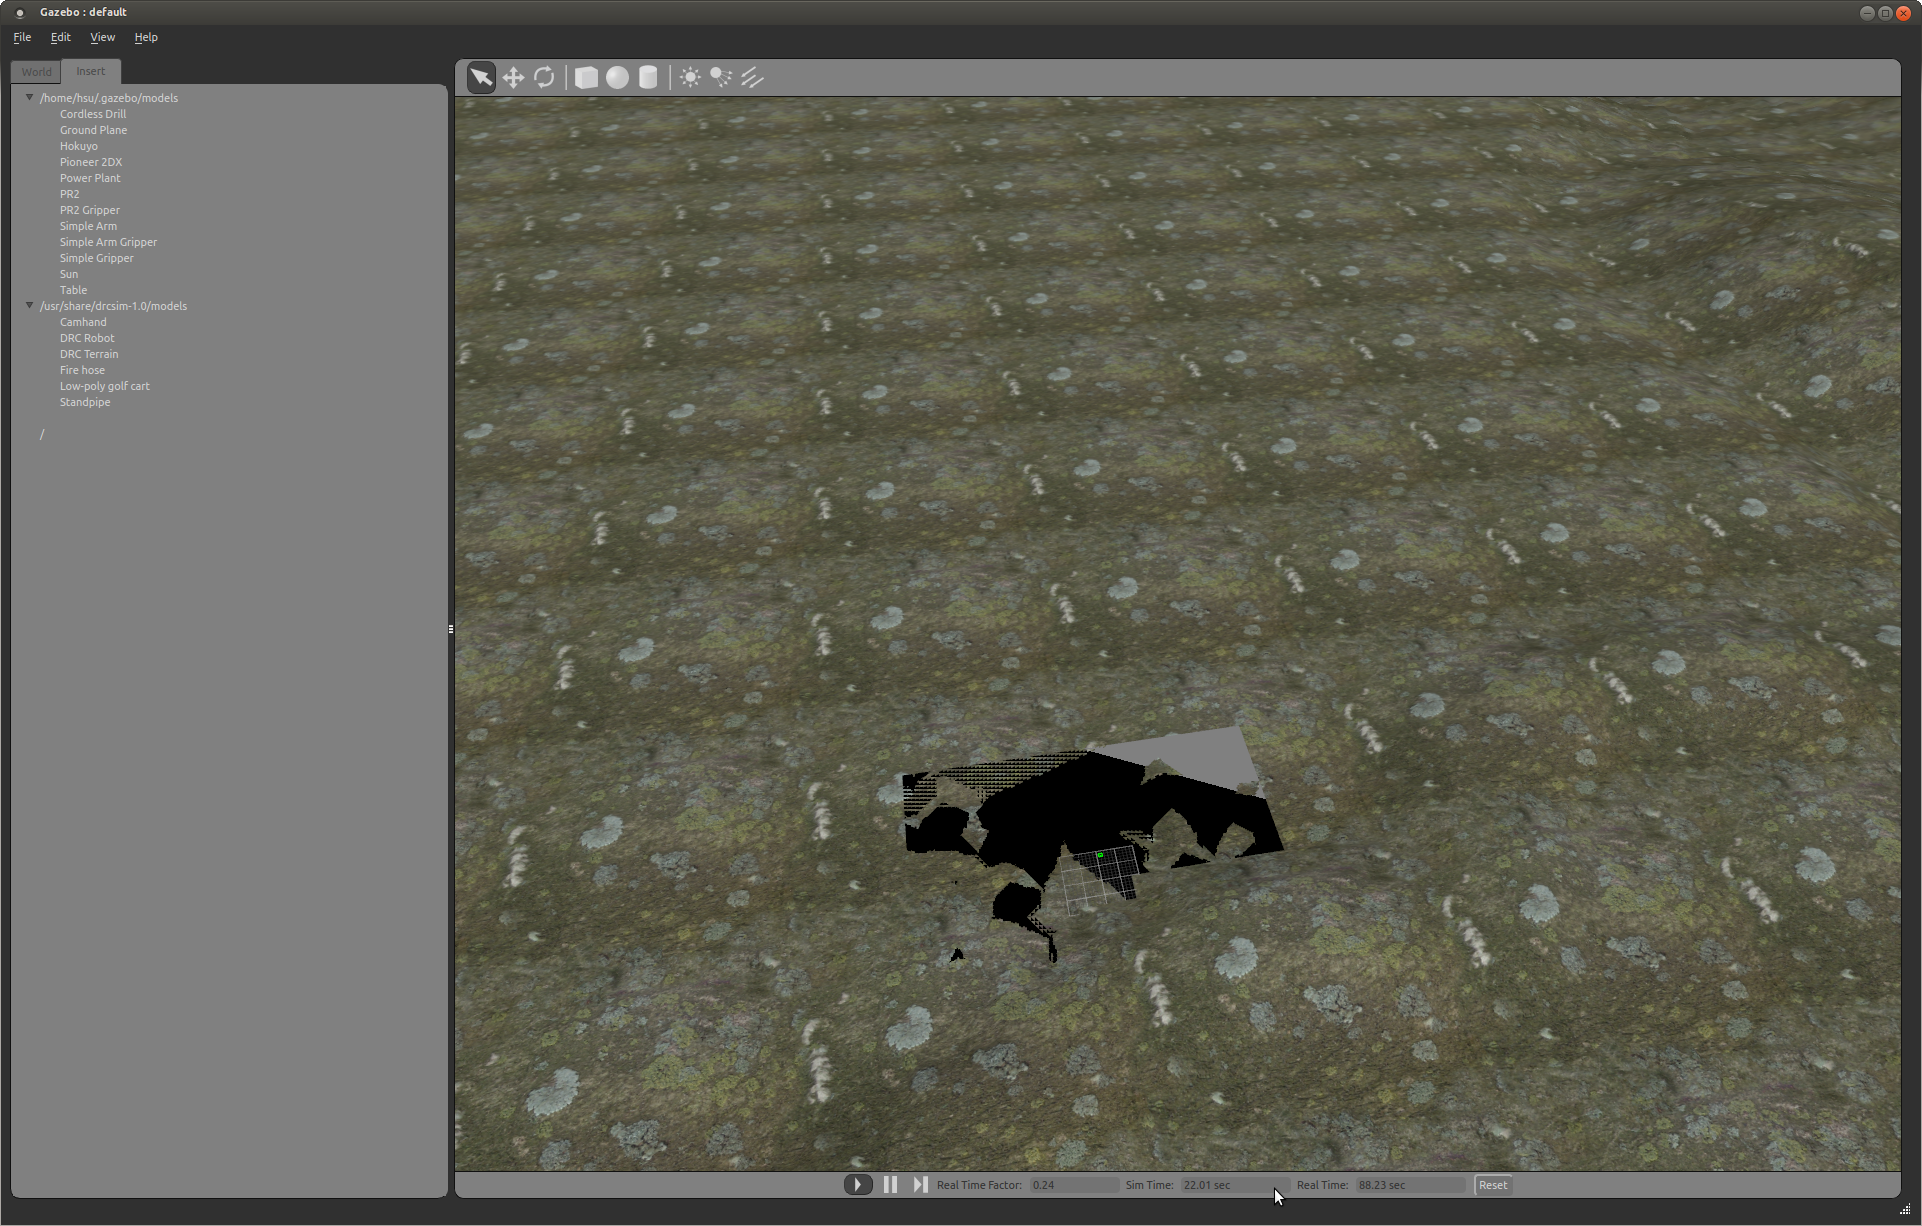 Gazebo : default
File Edit View Help
World Insert
/home/hsu/.gazebo/models
Cordless Drill
Ground Plane
Hokuyo
Pioneer 2DX
Power Plant
PR2
PR2 Gripper
Simple Arm
Simple Arm Gripper
Simple Gripper
Sun
Table
/usr/share/drcsim-1.0/models
Camhand
DRC Robot
DRC Terrain
Fire hose
Low-poly golf cart
Standpipe
/
Real Time Factor: 0.24 Sim Time: 22.01 sec Real Time: 88.23 sec Reset